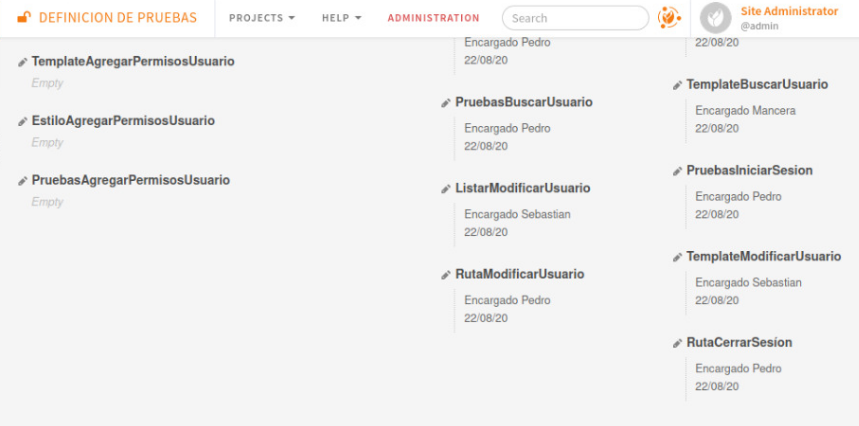 DEFINICION DE PRUEBAS
PROJECTS
HELP
ADMINISTRATION
Search
Site Administrator
@admin
TemplateAgregarPermisosUsuario
Empty
EstiloAgregarPermisosUsuario
Empty
PruebasAgregarPermisosUsuario
Empty
Encargado Pedro
22/08/20
PruebasBuscarUsuario
Encargado Pedro
22/08/20
ListarModificarUsuario
Encargado Sebastian
22/08/20
RutaModificarUsuario
Encargado Pedro
22/08/20
22/08/20
TemplateBuscarUsuario
Encargado Mancera
22/08/20
PruebasIniciarSesion
Encargado Pedro
22/08/20
TemplateModificarUsuario
Encargado Sebastian
22/08/20
RutaCerrarSesion
Encargado Pedro
22/08/20